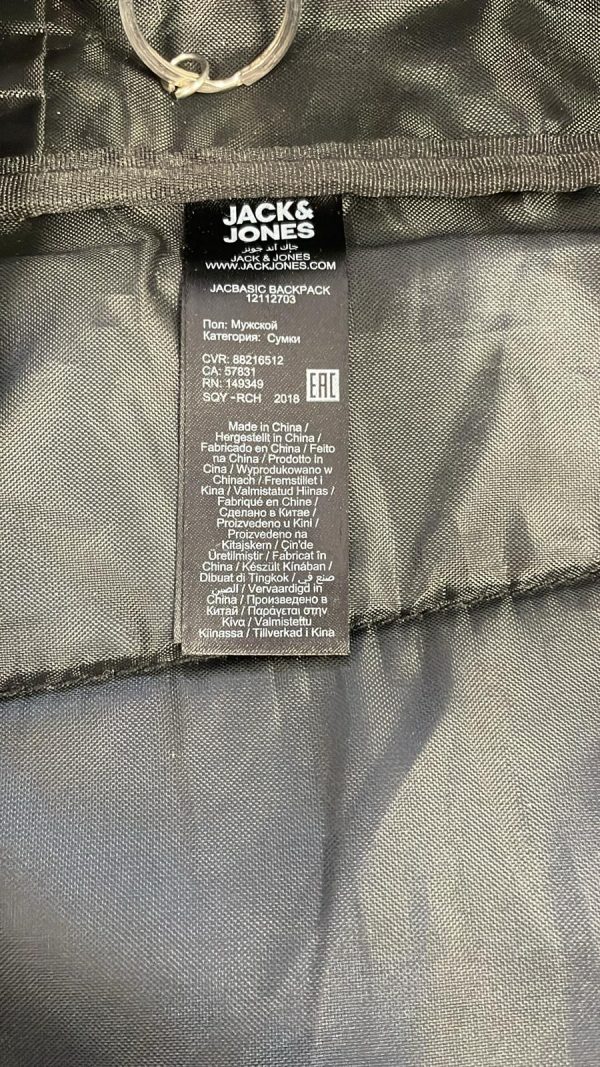 JACK&
JONES
جاك آند جونز
JACK & JONES
WWW.JACKJONES.COM
JACBASIC BACKPACK
12112703
Пол: Мужской
Категория: Сумки
CVR: 88216512
CA: 57831
RN: 149349
SQY -RCH 2018
EAC
Made in China /
Hergestellt in China /
Fabricado en China / Feito
na China / Prodotto in
Cina / Wyprodukowano w
Chinach / Fremstillet i
Kina / Valmistatud Hiinas /
Fabriqué en Chine /
Сделано в Китае /
Proizvedeno u Kini /
Proizvedeno na
Kitajskem / Çin'de
Üretilmiştir / Fabricat în
China / Készült Kínában /
Dibuat di Tingkok / صنع في
الصين / Vervaardigd in
China / Произведено в
Китай / Παράγεται στην
Κίνα / Valmistettu
Kiinassa / Tillverkad i Kina